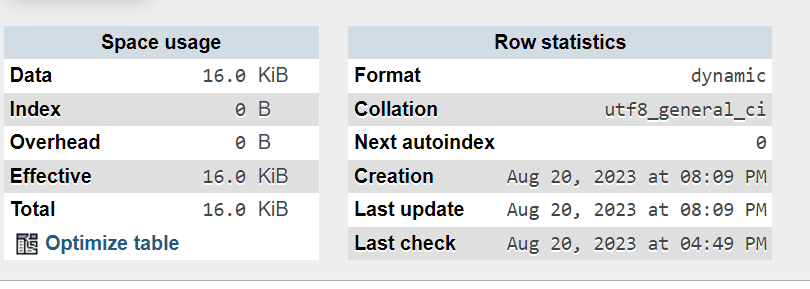 Space usage
Data 16.0 KiB
Index 0 B
Overhead 0 B
Effective 16.0 KiB
Total 16.0 KiB
Optimize table
Row statistics
Format dynamic
Collation utf8_general_ci
Next autoindex 0
Creation Aug 20, 2023 at 08:09 PM
Last update Aug 20, 2023 at 08:09 PM
Last check Aug 20, 2023 at 04:49 PM